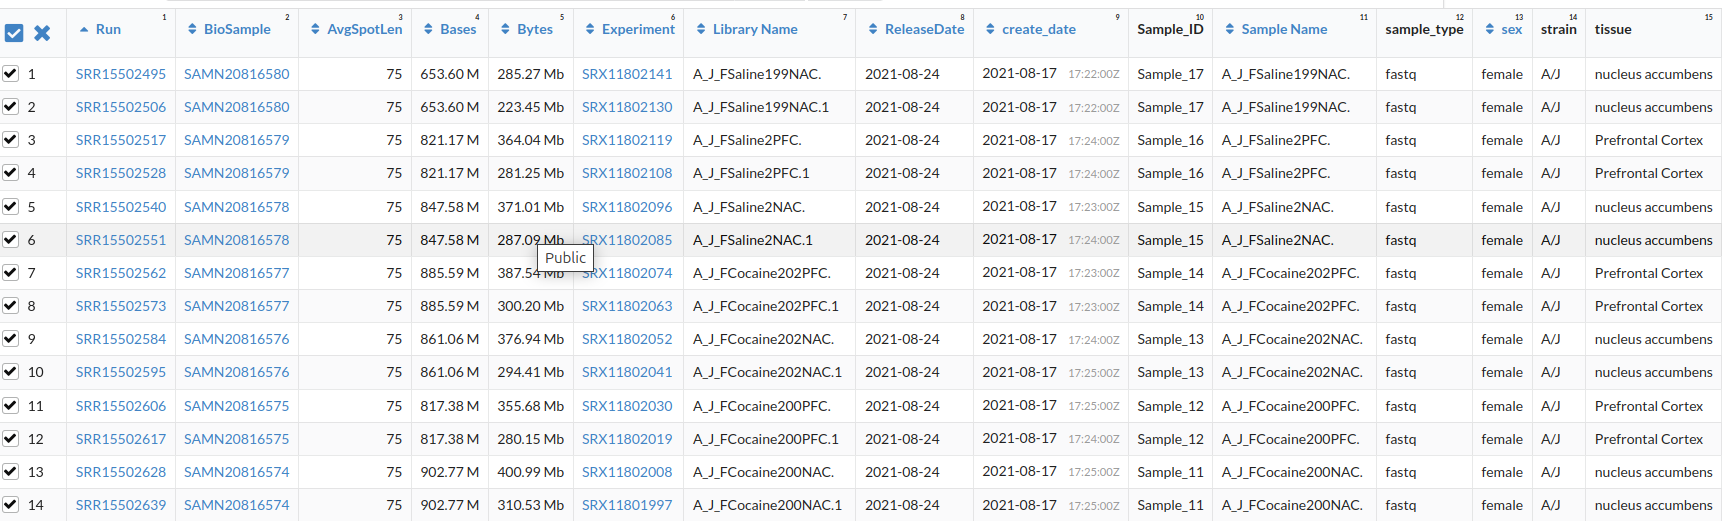 1 2 3 4 5 6 7 8 9 10 11 12 13 14 15
Run BioSample AvgSpotLen Bases Bytes Experiment Library Name ReleaseDate create_date Sample_ID Sample Name sample_type sex strain tissue
1 SRR15502495 SAMN20816580 75 653.60 M 285.27 Mb SRX11802141 A_J_FSaline199NAC. 2021-08-24 2021-08-17 17:22:00Z Sample_17 A_J_FSaline199NAC. fastq female A/J nucleus accumbens
2 SRR15502506 SAMN20816580 75 653.60 M 223.45 Mb SRX11802130 A_J_FSaline199NAC.1 2021-08-24 2021-08-17 17:22:00Z Sample_17 A_J_FSaline199NAC. fastq female A/J nucleus accumbens
3 SRR15502517 SAMN20816579 75 821.17 M 364.04 Mb SRX11802119 A_J_FSaline2PFC. 2021-08-24 2021-08-17 17:24:00Z Sample_16 A_J_FSaline2PFC. fastq female A/J Prefrontal Cortex
4 SRR15502528 SAMN20816579 75 821.17 M 281.25 Mb SRX11802108 A_J_FSaline2PFC.1 2021-08-24 2021-08-17 17:24:00Z Sample_16 A_J_FSaline2PFC. fastq female A/J Prefrontal Cortex
5 SRR15502540 SAMN20816578 75 847.58 M 371.01 Mb SRX11802096 A_J_FSaline2NAC. 2021-08-24 2021-08-17 17:23:00Z Sample_15 A_J_FSaline2NAC. fastq female A/J nucleus accumbens
6 SRR15502551 SAMN20816578 75 847.58 M 287.09 Mb SRX11802085 A_J_FSaline2NAC.1 2021-08-24 2021-08-17 17:24:00Z Sample_15 A_J_FSaline2NAC. fastq female A/J nucleus accumbens
Public
7 SRR15502562 SAMN20816577 75 885.59 M 387.54 Mb SRX11802074 A_J_FCocaine202PFC. 2021-08-24 2021-08-17 17:23:00Z Sample_14 A_J_FCocaine202PFC. fastq female A/J Prefrontal Cortex
8 SRR15502573 SAMN20816577 75 885.59 M 300.20 Mb SRX11802063 A_J_FCocaine202PFC.1 2021-08-24 2021-08-17 17:23:00Z Sample_14 A_J_FCocaine202PFC. fastq female A/J Prefrontal Cortex
9 SRR15502584 SAMN20816576 75 861.06 M 376.94 Mb SRX11802052 A_J_FCocaine202NAC. 2021-08-24 2021-08-17 17:24:00Z Sample_13 A_J_FCocaine202NAC. fastq female A/J nucleus accumbens
10 SRR15502595 SAMN20816576 75 861.06 M 294.41 Mb SRX11802041 A_J_FCocaine202NAC.1 2021-08-24 2021-08-17 17:25:00Z Sample_13 A_J_FCocaine202NAC. fastq female A/J nucleus accumbens
11 SRR15502606 SAMN20816575 75 817.38 M 355.68 Mb SRX11802030 A_J_FCocaine200PFC. 2021-08-24 2021-08-17 17:25:00Z Sample_12 A_J_FCocaine200PFC. fastq female A/J Prefrontal Cortex
12 SRR15502617 SAMN20816575 75 817.38 M 280.15 Mb SRX11802019 A_J_FCocaine200PFC.1 2021-08-24 2021-08-17 17:24:00Z Sample_12 A_J_FCocaine200PFC. fastq female A/J Prefrontal Cortex
13 SRR15502628 SAMN20816574 75 902.77 M 400.99 Mb SRX11802008 A_J_FCocaine200NAC. 2021-08-24 2021-08-17 17:25:00Z Sample_11 A_J_FCocaine200NAC. fastq female A/J nucleus accumbens
14 SRR15502639 SAMN20816574 75 902.77 M 310.53 Mb SRX11801997 A_J_FCocaine200NAC.1 2021-08-24 2021-08-17 17:25:00Z Sample_11 A_J_FCocaine200NAC. fastq female A/J nucleus accumbens